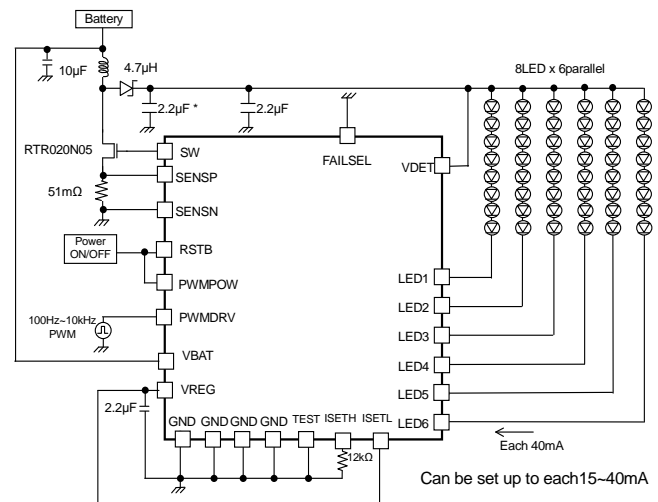 Battery
10μF
4.7μH
8LED x 6parallel
2.2μF *
2.2μF
RTR020N05
FAILSEL
SW
VDET
SENSP
51mΩ
SENSN
Power
ON/OFF
RSTB
PWMPOW
LED1
LED2
100Hz~10kHz
PWM
PWMDRV
LED3
VBAT
LED4
VREG
LED5
2.2μF
GND GND GND GND TEST ISETH ISETL
LED6
12kΩ
Each 40mA
Can be set up to each15~40mA